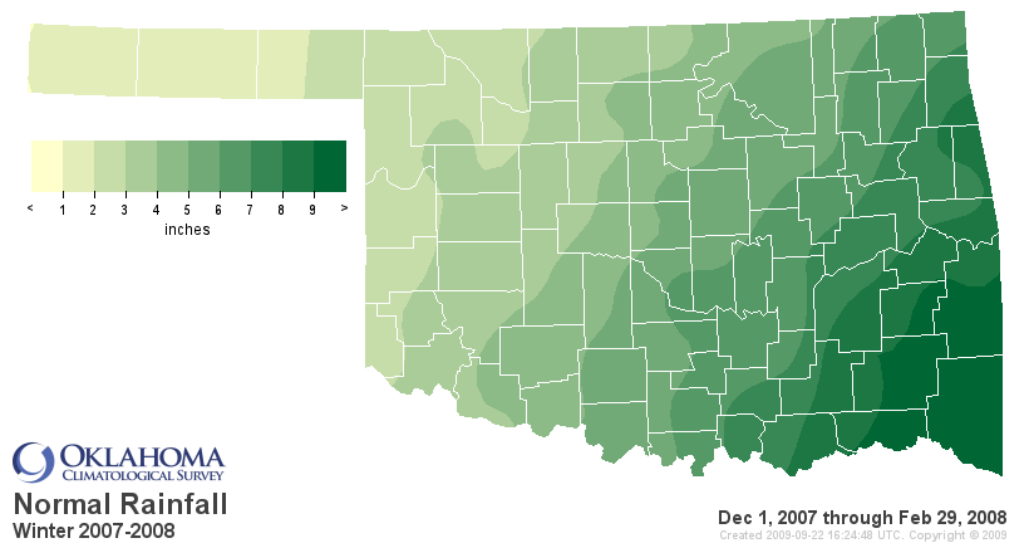 < 1 2 3 4 5 6 7 8 9 >
inches
OKLAHOMA
CLIMATOLOGICAL SURVEY
Normal Rainfall
Winter 2007-2008
Dec 1, 2007 through Feb 29, 2008
Created 2009-09-22 16:24:48 UTC. Copyright © 2009